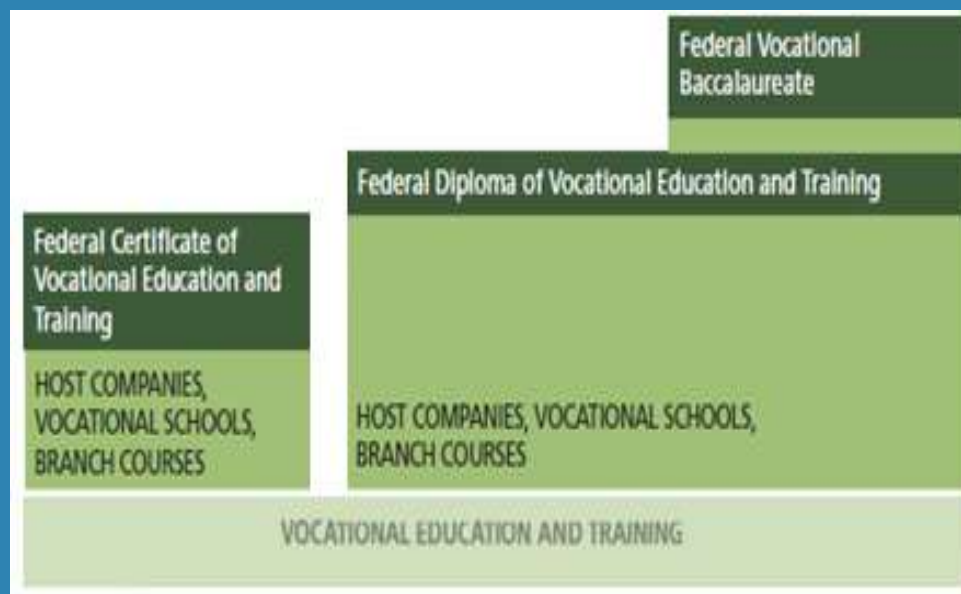 Federal Vocational
Baccalaureate
Federal Diploma of Vocational Education and Training
Federal Certificate of
Vocational Education and
Training
HOST COMPANIES,
VOCATIONAL SCHOOLS,
BRANCH COURSES
HOST COMPANIES, VOCATIONAL SCHOOLS,
BRANCH COURSES
VOCATIONAL EDUCATION AND TRAINING